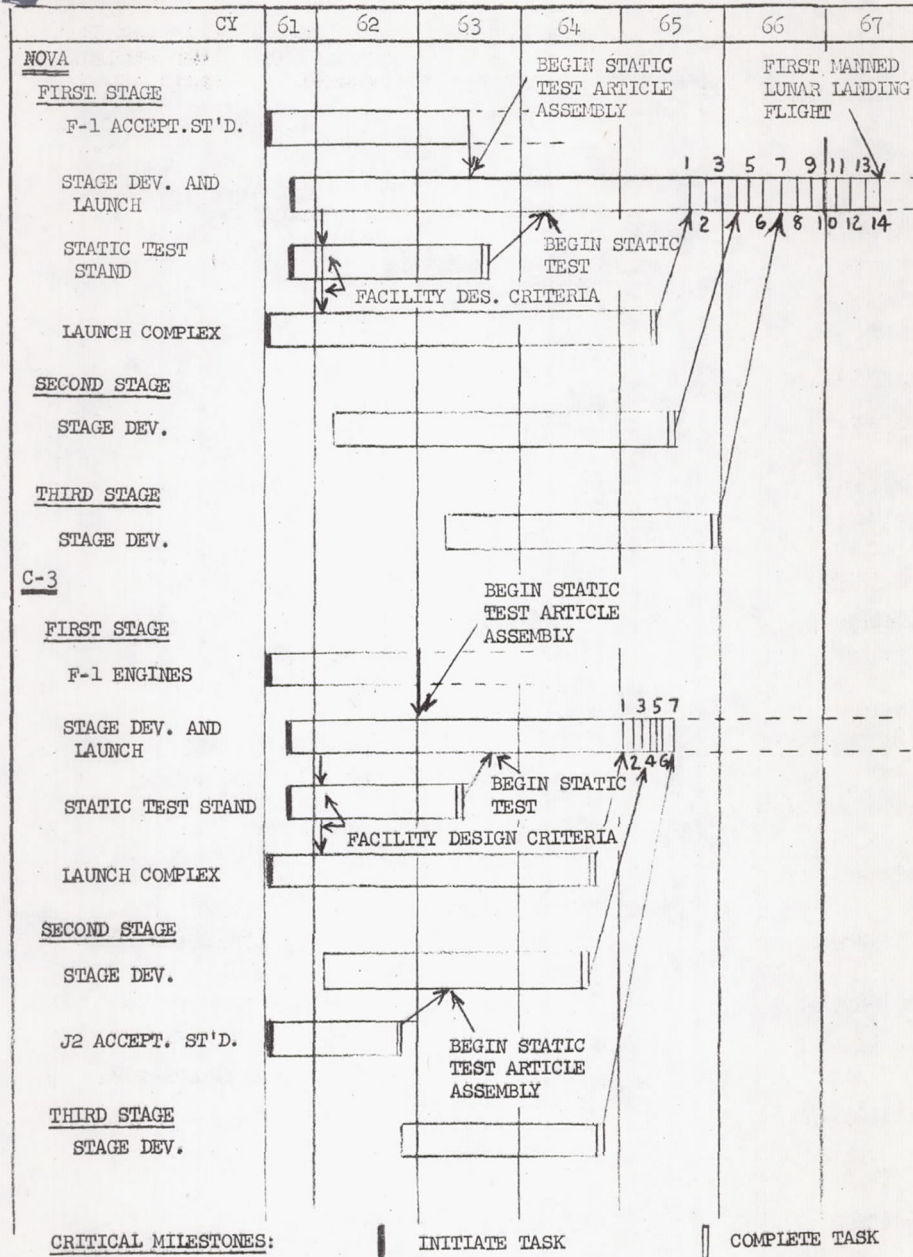 CY 61 62 63 64 65 66 67
NOVA
FIRST STAGE
BEGIN STATIC
TEST ARTICLE
ASSEMBLY
FIRST MANNED
LUNAR LANDING
FLIGHT
F-1 ACCEPT.ST'D.
1 3 5 7 9 11 13
STAGE DEV. AND
LAUNCH
2 6 8 10 12 14
STATIC TEST
STAND
BEGIN STATIC
TEST
FACILITY DES. CRITERIA
LAUNCH COMPLEX
SECOND STAGE
STAGE DEV.
THIRD STAGE
STAGE DEV.
C-3
BEGIN STATIC
TEST ARTICLE
ASSEMBLY
FIRST STAGE
F-1 ENGINES
1 3 5 7
STAGE DEV. AND
LAUNCH
2 4 6
BEGIN STATIC
TEST
STATIC TEST STAND
FACILITY DESIGN CRITERIA
LAUNCH COMPLEX
SECOND STAGE
STAGE DEV.
J2 ACCEPT. ST'D.
BEGIN STATIC
TEST ARTICLE
ASSEMBLY
THIRD STAGE
STAGE DEV.
CRITICAL MILESTONES: INITIATE TASK COMPLETE TASK